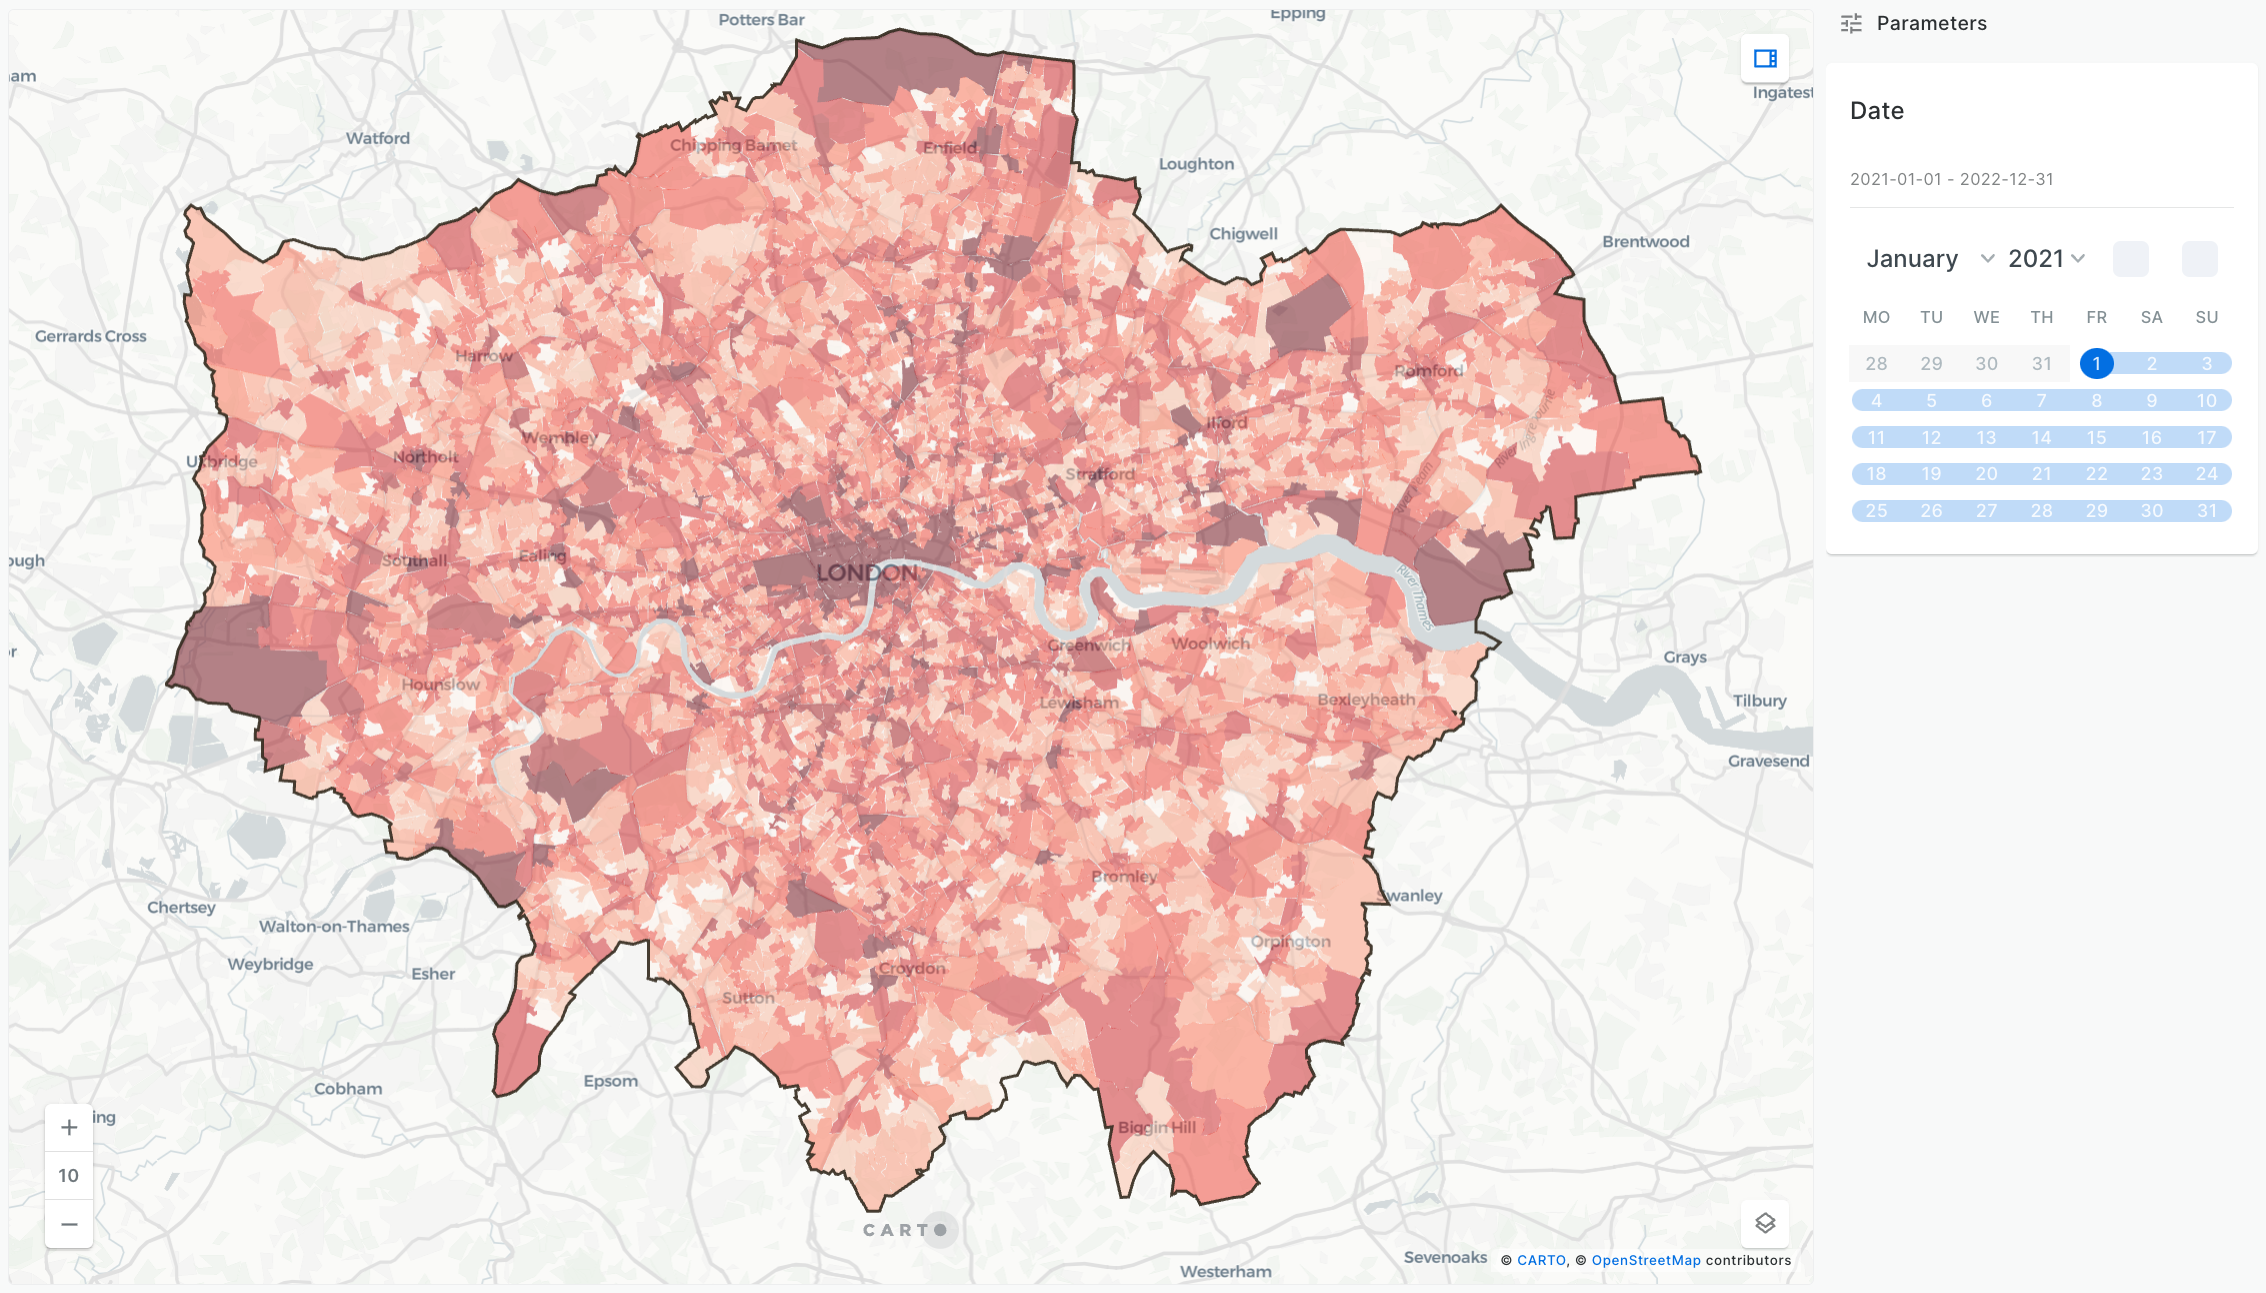 Potters Bar
Epping
Parameters
Ingatest
Date
Watford
Enfield
Chipping Barnet
Loughton
2021-01-01 - 2022-12-31
Chigwell
Brentwood
January 2021
MO TU WE TH FR SA SU
28 29 30 31 1 2 3
4 5 6 7 8 9 10
11 12 13 14 15 16 17
18 19 20 21 22 23 24
25 26 27 28 29 30 31
Gerrards Cross
Harrow
Romford
River Ingrebourne
Ilford
Wembley
Northolt
Uxbridge
Stratford
River Rom
Southall
Ealing
LONDON
River Thames
Greenwich
Woolwich
Grays
Hounslow
Lewisham
Bexleyheath
Tilbury
Gravesend
Bromley
Swanley
Chertsey
Walton-on-Thames
Orpington
Weybridge
Esher
Croydon
Sutton
Epsom
Cobham
ing
Biggin Hill
+
10
−
CARTO
Sevenoaks
© CARTO, © OpenStreetMap contributors
Westerham